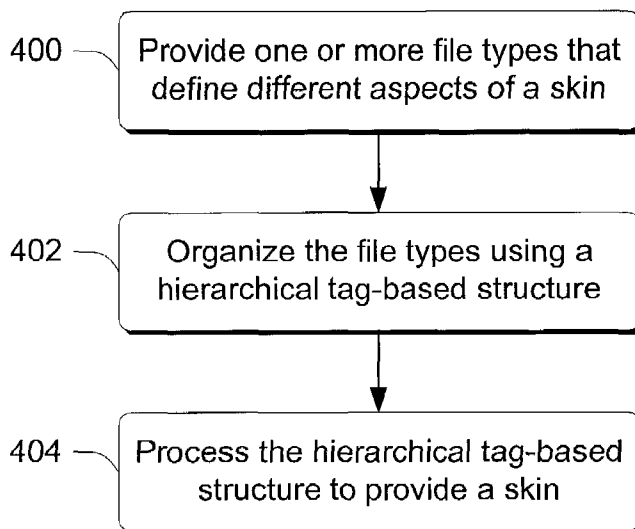 400
Provide one or more file types that
define different aspects of a skin
402
Organize the file types using a
hierarchical tag-based structure
404
Process the hierarchical tag-based
structure to provide a skin